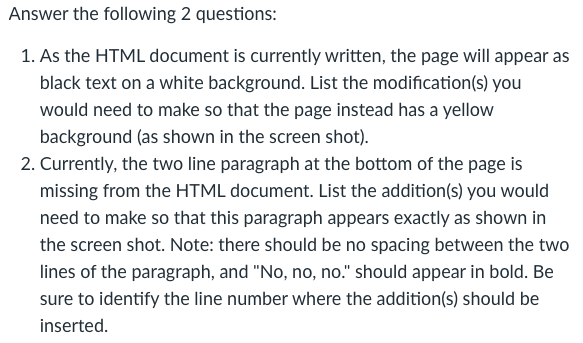 Answer the following 2 questions:
1. As the HTML document is currently written, the page will appear as
black text on a white background. List the modification(s) you
would need to make so that the page instead has a yellow
background (as shown in the screen shot).
2. Currently, the two line paragraph at the bottom of the page is
missing from the HTML document. List the addition(s) you would
need to make so that this paragraph appears exactly as shown in
the screen shot. Note: there should be no spacing between the two
lines of the paragraph, and "No, no, no." should appear in bold. Be
sure to identify the line number where the addition(s) should be
inserted.